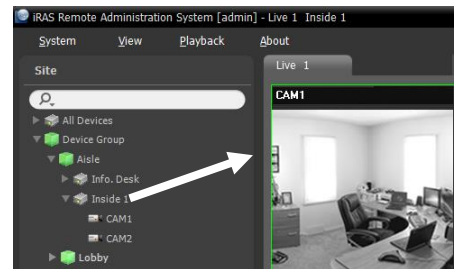 iRAS Remote Administration System [admin] - Live 1 Inside 1
System View Playback About
Site
Live 1
CAM1
All Devices
Device Group
Aisle
Info. Desk
Inside 1
CAM1
CAM2
Lobby